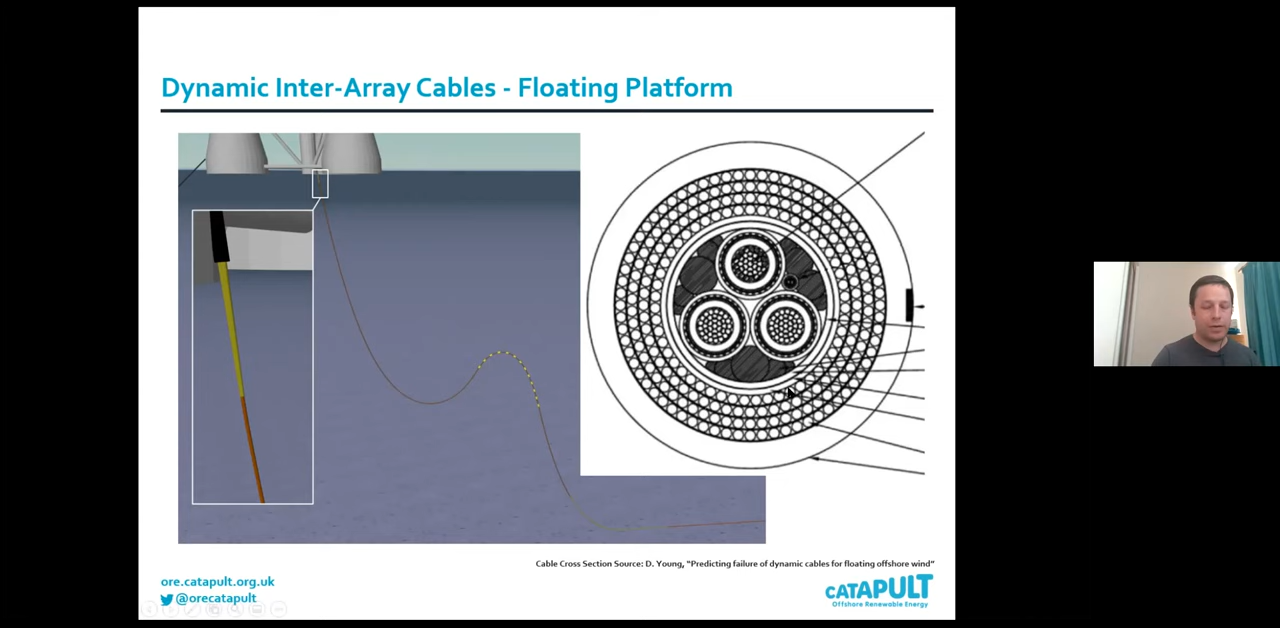 Dynamic Inter-Array Cables - Floating Platform
Cable Cross Section Source: D. Young, "Predicting failure of dynamic cables for floating offshore wind"
ore.catapult.org.uk
@orecatapult
CATAPULT
Offshore Renewable Energy